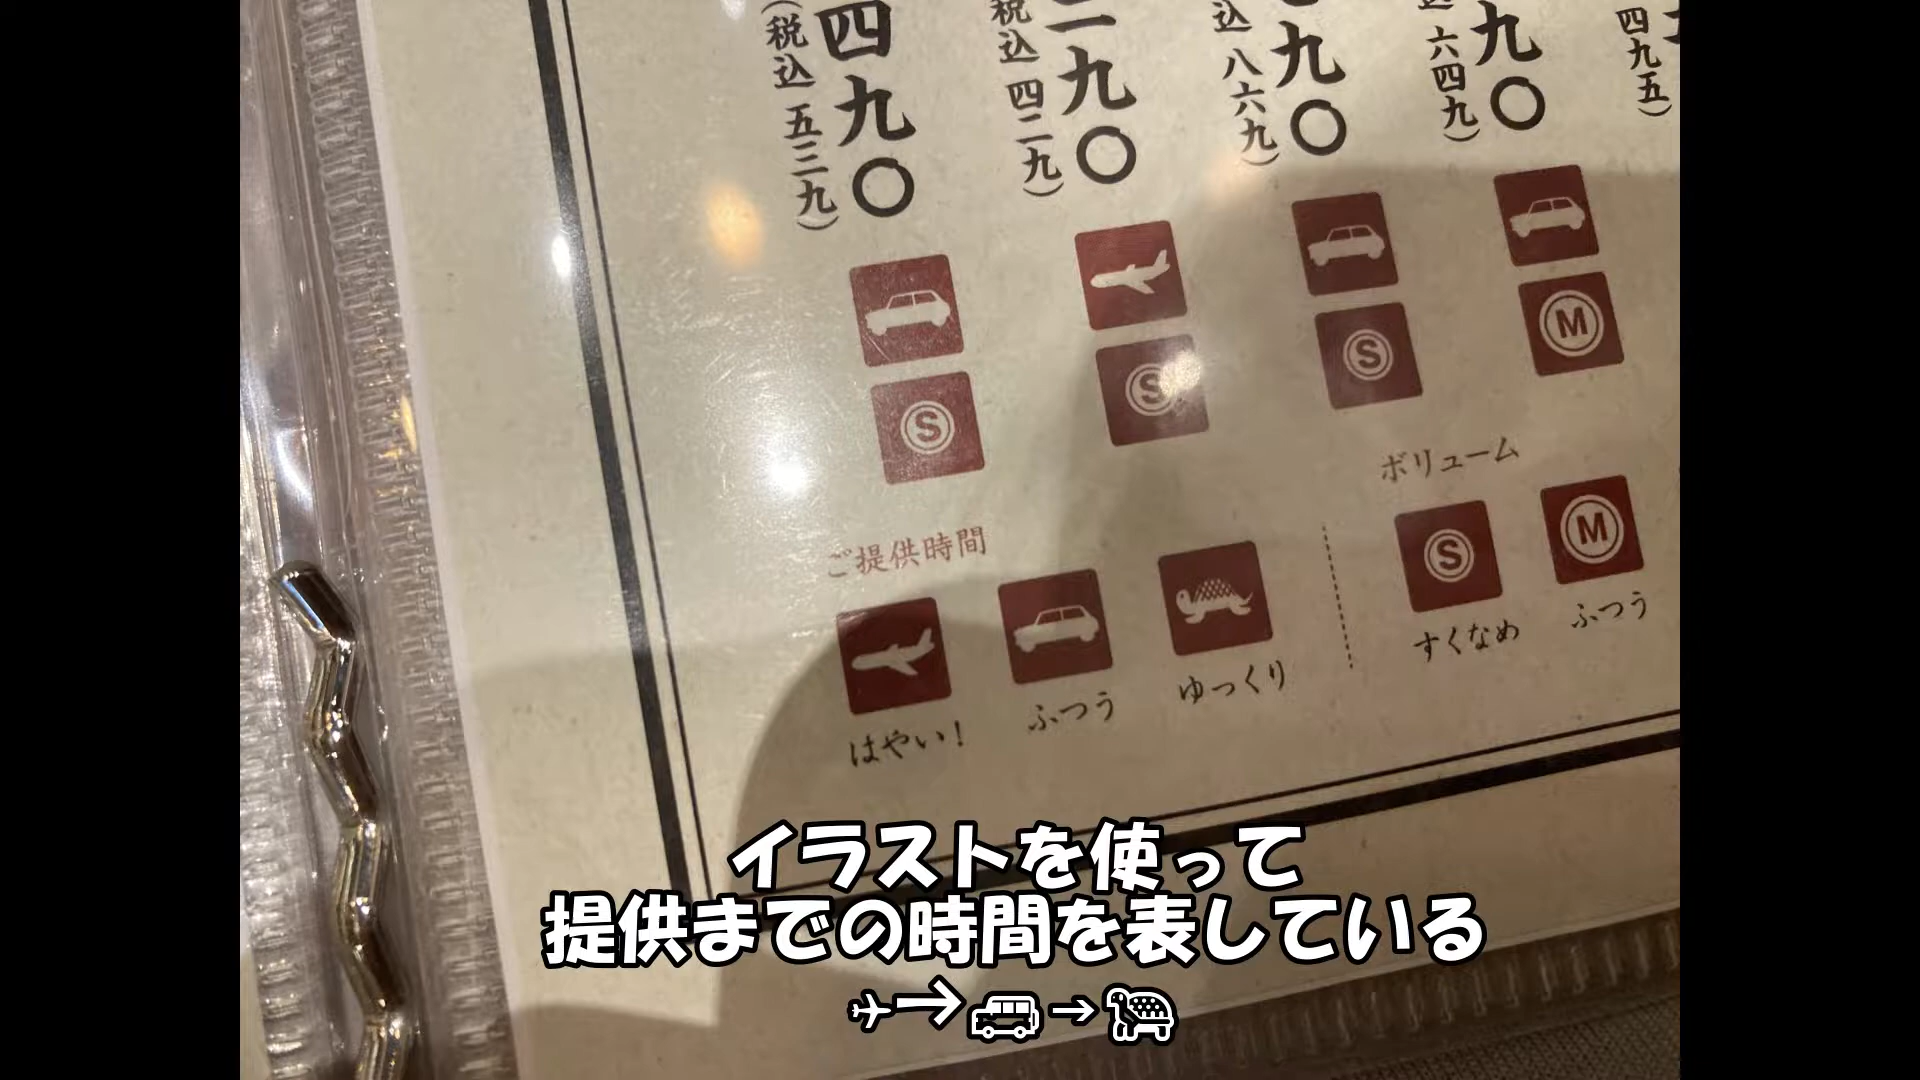 四九〇
(税込 五三九)
二九〇
税込 四二九)
九〇
込 八六九)
九〇
込 六四九)
四九五)
S
S
S
M
ご提供時間
はやい!
ふつう
ゆっくり
ボリューム
S
すくなめ
M
ふつう
イラストを使って
提供までの時間を表している
→ →